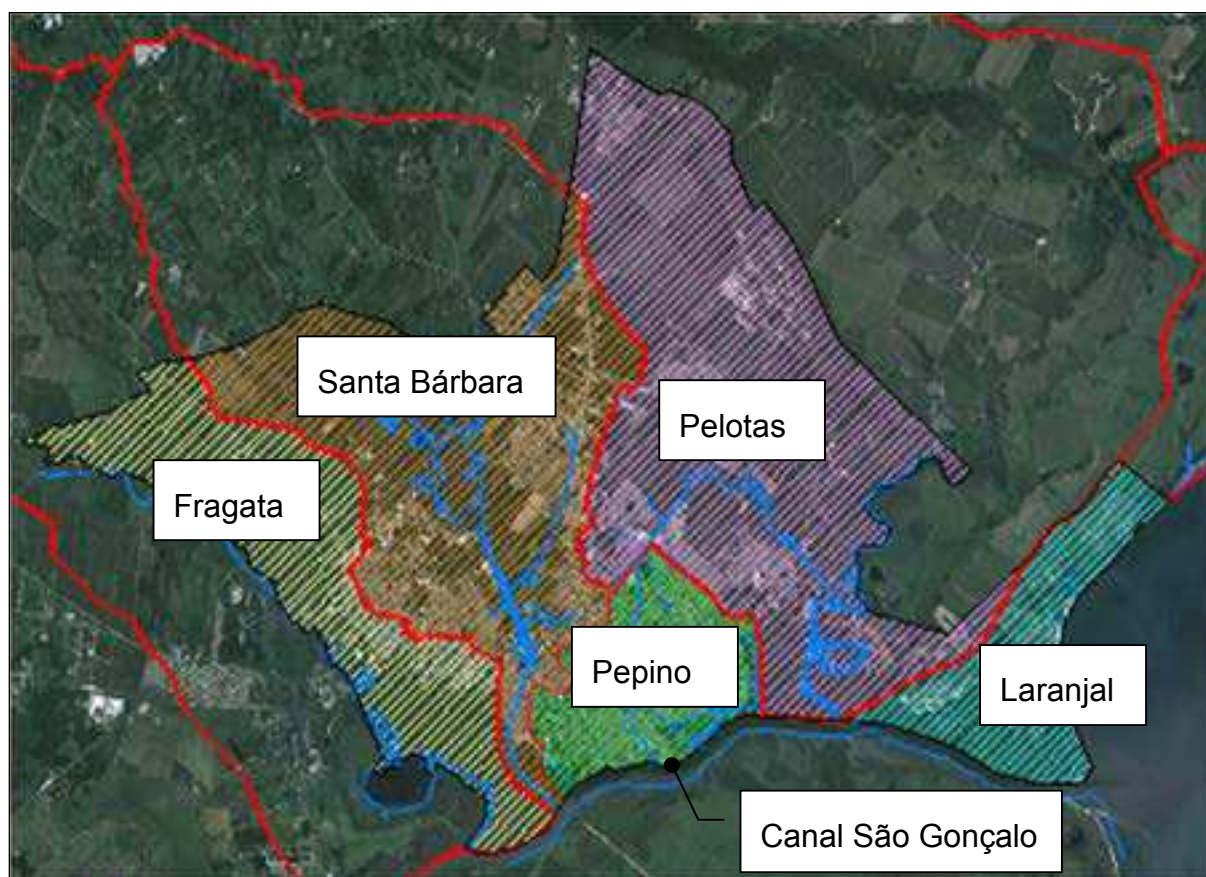 Santa Bárbara
Pelotas
Fragata
Pepino
Laranjal
Canal São Gonçalo